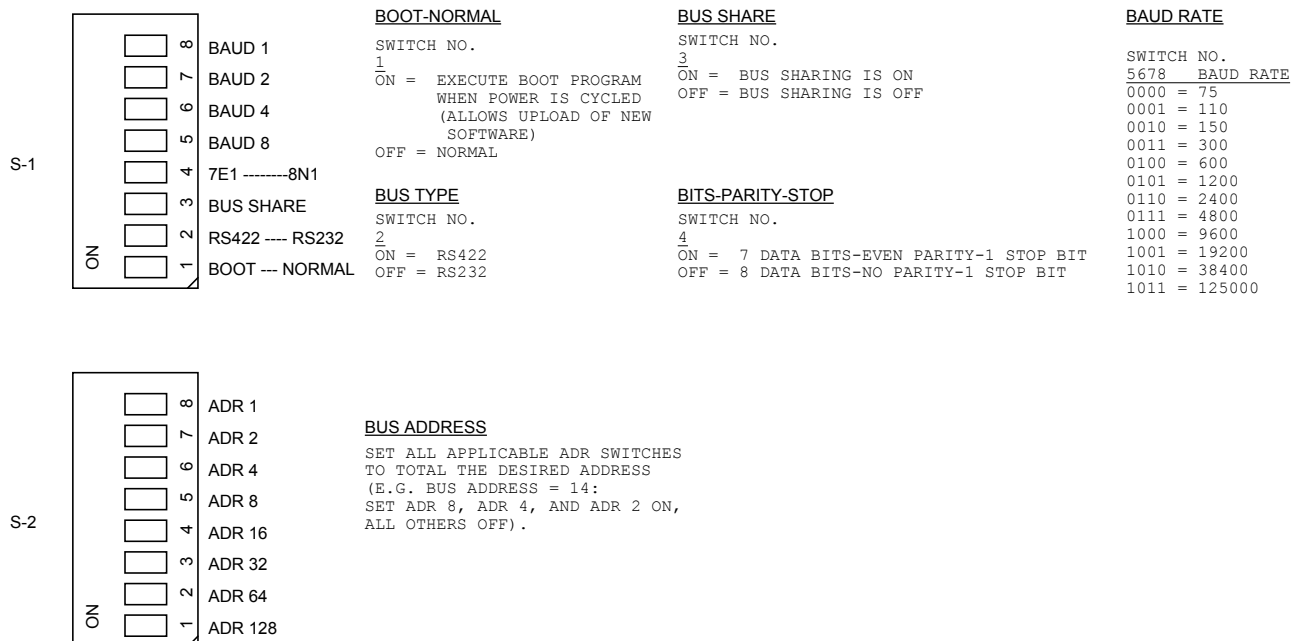 S-1
ON
8 BAUD 1
7 BAUD 2
6 BAUD 4
5 BAUD 8
4 7E1 --------8N1
3 BUS SHARE
2 RS422 ---- RS232
1 BOOT --- NORMAL
BOOT-NORMAL
SWITCH NO.
1
ON = EXECUTE BOOT PROGRAM
WHEN POWER IS CYCLED
(ALLOWS UPLOAD OF NEW
SOFTWARE)
OFF = NORMAL
BUS TYPE
SWITCH NO.
2
ON = RS422
OFF = RS232
BUS SHARE
SWITCH NO.
3
ON = BUS SHARING IS ON
OFF = BUS SHARING IS OFF
BITS-PARITY-STOP
SWITCH NO.
4
ON = 7 DATA BITS-EVEN PARITY-1 STOP BIT
OFF = 8 DATA BITS-NO PARITY-1 STOP BIT
BAUD RATE
SWITCH NO.
5678 BAUD RATE
0000 = 75
0001 = 110
0010 = 150
0011 = 300
0100 = 600
0101 = 1200
0110 = 2400
0111 = 4800
1000 = 9600
1001 = 19200
1010 = 38400
1011 = 125000
S-2
ON
8 ADR 1
7 ADR 2
6 ADR 4
5 ADR 8
4 ADR 16
3 ADR 32
2 ADR 64
1 ADR 128
BUS ADDRESS
SET ALL APPLICABLE ADR SWITCHES
TO TOTAL THE DESIRED ADDRESS
(E.G. BUS ADDRESS = 14:
SET ADR 8, ADR 4, AND ADR 2 ON,
ALL OTHERS OFF).